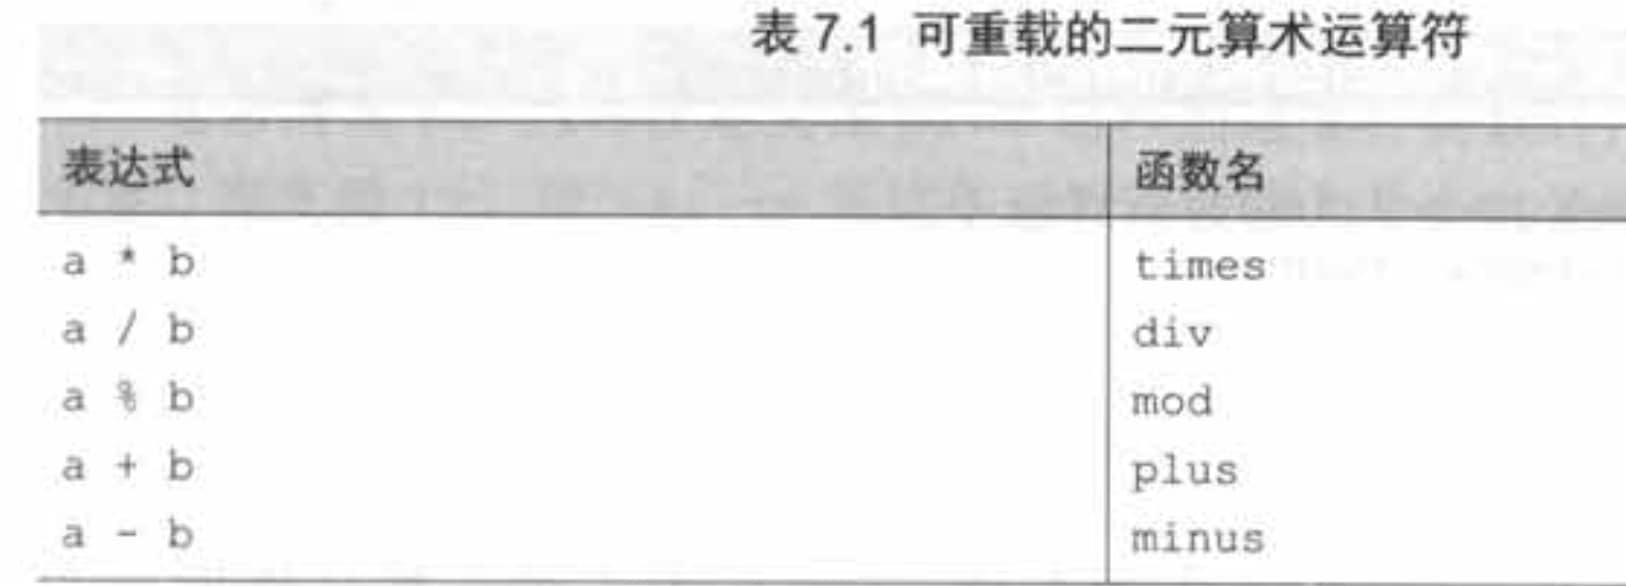 表 7.1 可重载的二元算术运算符
表达式 函数名
a * b times
a / b div
a % b mod
a + b plus
a - b minus